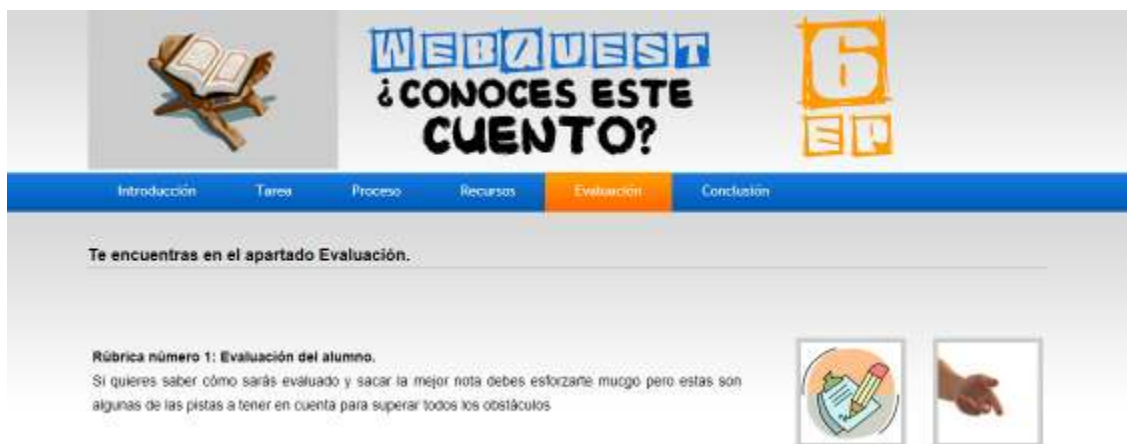 WEBQUEST
¿CONOCES ESTE
CUENTO?
6
EP
Introducción Tarea Proceso Recursos Evaluación Conclusión
Te encuentras en el apartado Evaluación.
Rúbrica número 1: Evaluación del alumno.
Si quieres saber cómo sarás evaluado y sacar la mejor nota debes esforzarte mucgo pero estas son
algunas de las pistas a tener en cuenta para superar todos los obstáculos